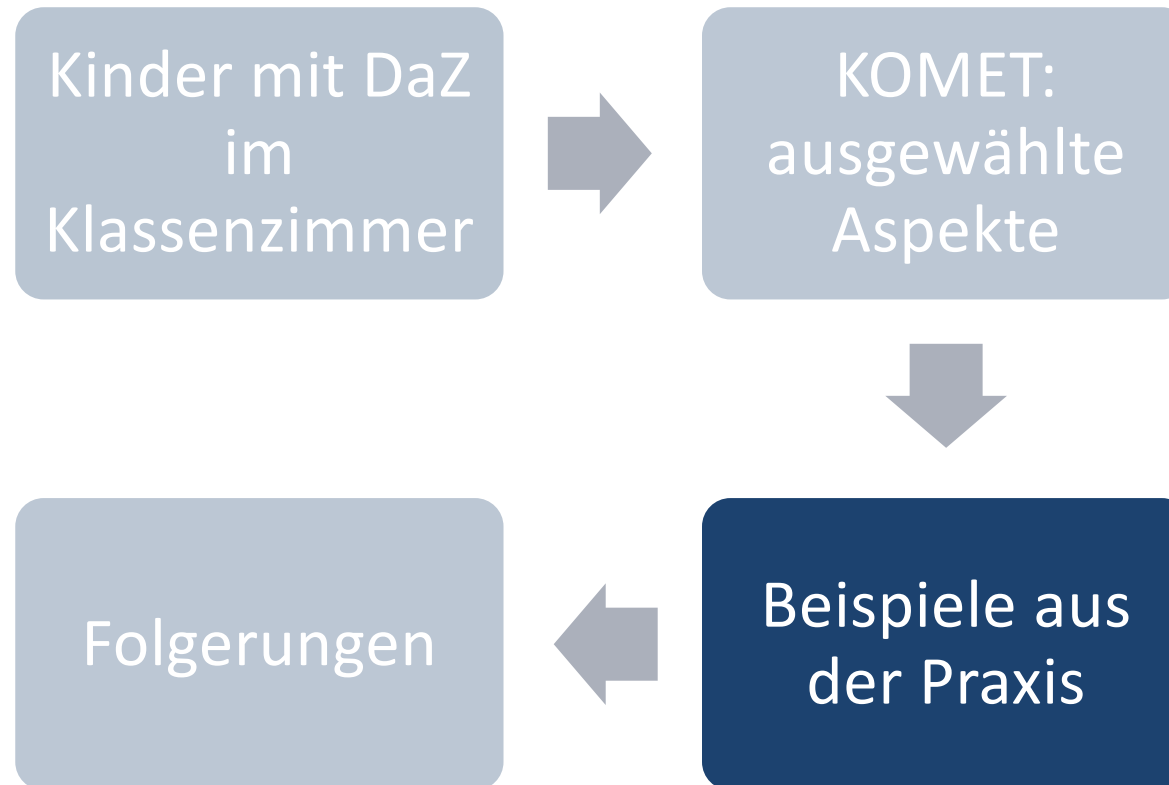 Kinder mit DaZ
im
Klassenzimmer
KOMET:
ausgewählte
Aspekte
Beispiele aus
der Praxis
Folgerungen